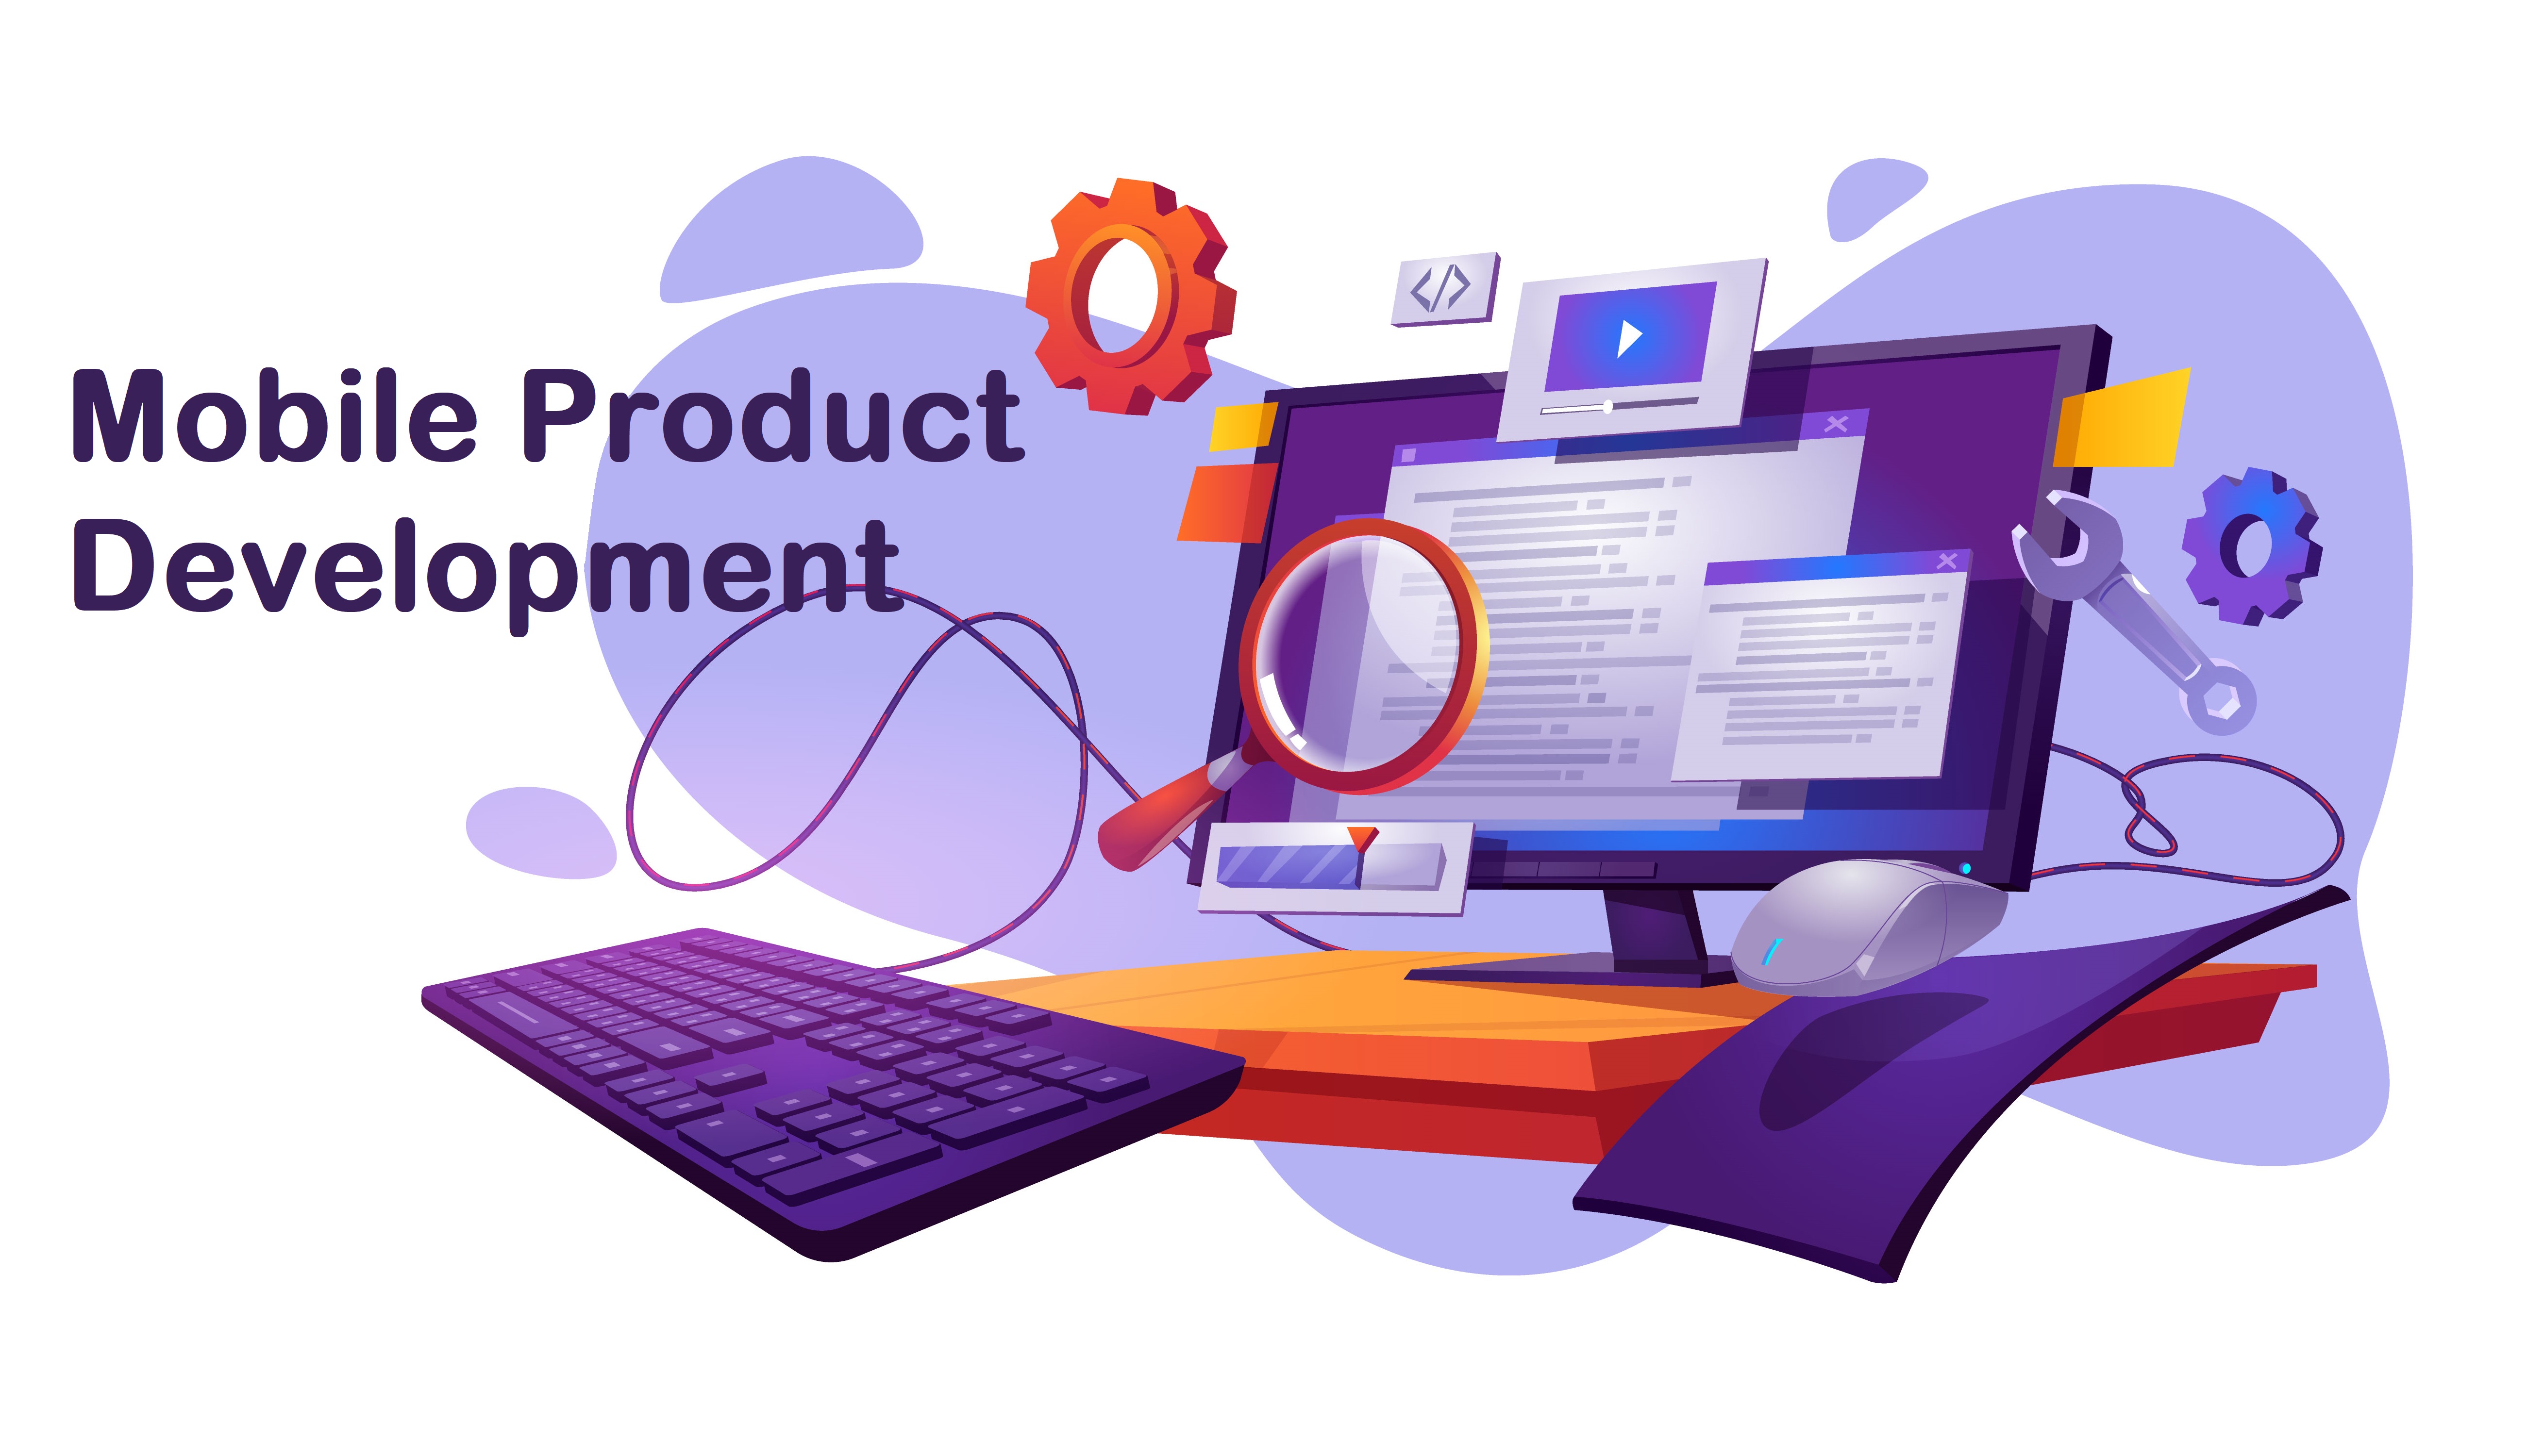 Mobile Product
Development